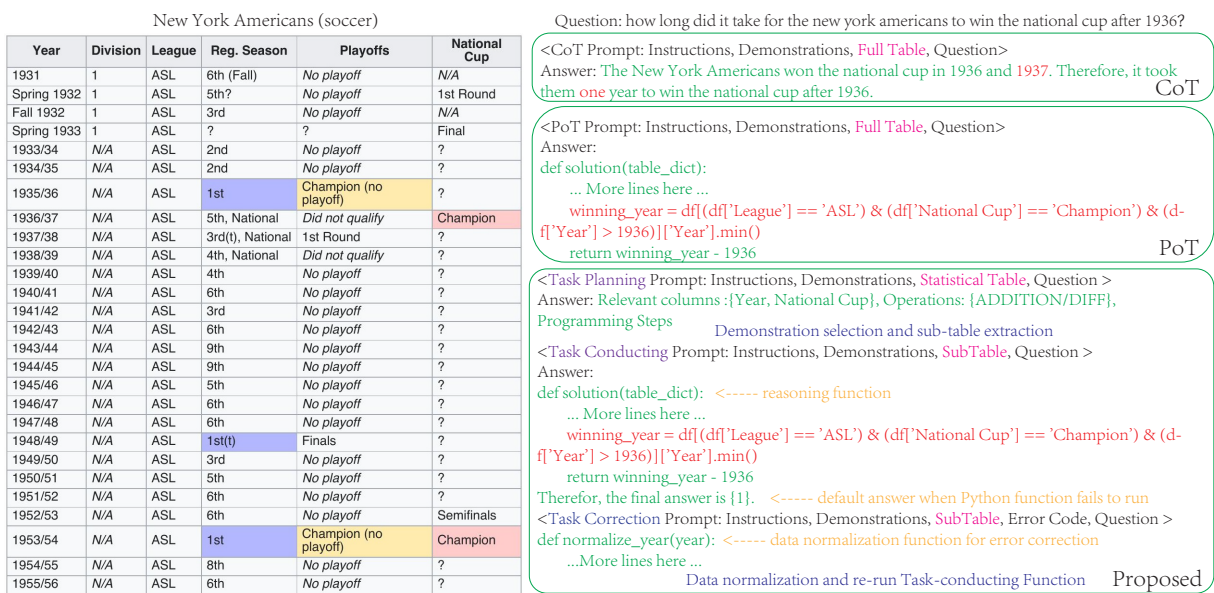 New York Americans (soccer)
Year Division League Reg. Season Playoffs National Cup
1931 1 ASL 6th (Fall) No playoff N/A
Spring 1932 1 ASL 5th? No playoff 1st Round
Fall 1932 1 ASL 3rd No playoff N/A
Spring 1933 1 ASL ? ? Final
1933/34 N/A ASL 2nd No playoff ?
1934/35 N/A ASL 2nd No playoff ?
1935/36 N/A ASL 1st Champion (no playoff) ?
1936/37 N/A ASL 5th, National Did not qualify Champion
1937/38 N/A ASL 3rd(t), National 1st Round ?
1938/39 N/A ASL 4th, National Did not qualify ?
1939/40 N/A ASL 4th No playoff ?
1940/41 N/A ASL 6th No playoff ?
1941/42 N/A ASL 3rd No playoff ?
1942/43 N/A ASL 6th No playoff ?
1943/44 N/A ASL 9th No playoff ?
1944/45 N/A ASL 9th No playoff ?
1945/46 N/A ASL 5th No playoff ?
1946/47 N/A ASL 6th No playoff ?
1947/48 N/A ASL 6th No playoff ?
1948/49 N/A ASL 1st(t) Finals ?
1949/50 N/A ASL 3rd No playoff ?
1950/51 N/A ASL 5th No playoff ?
1951/52 N/A ASL 6th No playoff ?
1952/53 N/A ASL 6th No playoff Semifinals
1953/54 N/A ASL 1st Champion (no playoff) Champion
1954/55 N/A ASL 8th No playoff ?
1955/56 N/A ASL 6th No playoff ?
Question: how long did it take for the new york americans to win the national cup after 1936?
<CoT Prompt: Instructions, Demonstrations, Full Table, Question>
Answer: The New York Americans won the national cup in 1936 and 1937. Therefore, it took
them one year to win the national cup after 1936.
CoT
<PoT Prompt: Instructions, Demonstrations, Full Table, Question>
Answer:
def solution(table_dict):
... More lines here ...
winning_year = df[(df['League'] == 'ASL') & (df['National Cup'] == 'Champion') & (d-
f['Year'] > 1936)]['Year'].min()
return winning_year - 1936
PoT
<Task Planning Prompt: Instructions, Demonstrations, Statistical Table, Question >
Answer: Relevant columns :{Year, National Cup}, Operations: {ADDITION/DIFF},
Programming Steps
Demonstration selection and sub-table extraction
<Task Conducting Prompt: Instructions, Demonstrations, SubTable, Question >
Answer:
def solution(table_dict): <----- reasoning function
... More lines here ...
winning_year = df[(df['League'] == 'ASL') & (df['National Cup'] == 'Champion') & (d-
f['Year'] > 1936)]['Year'].min()
return winning_year - 1936
Therefor, the final answer is {1}. <----- default answer when Python function fails to run
<Task Correction Prompt: Instructions, Demonstrations, SubTable, Error Code, Question >
def normalize_year(year): <----- data normalization function for error correction
...More lines here ...
Data normalization and re-run Task-conducting Function
Proposed